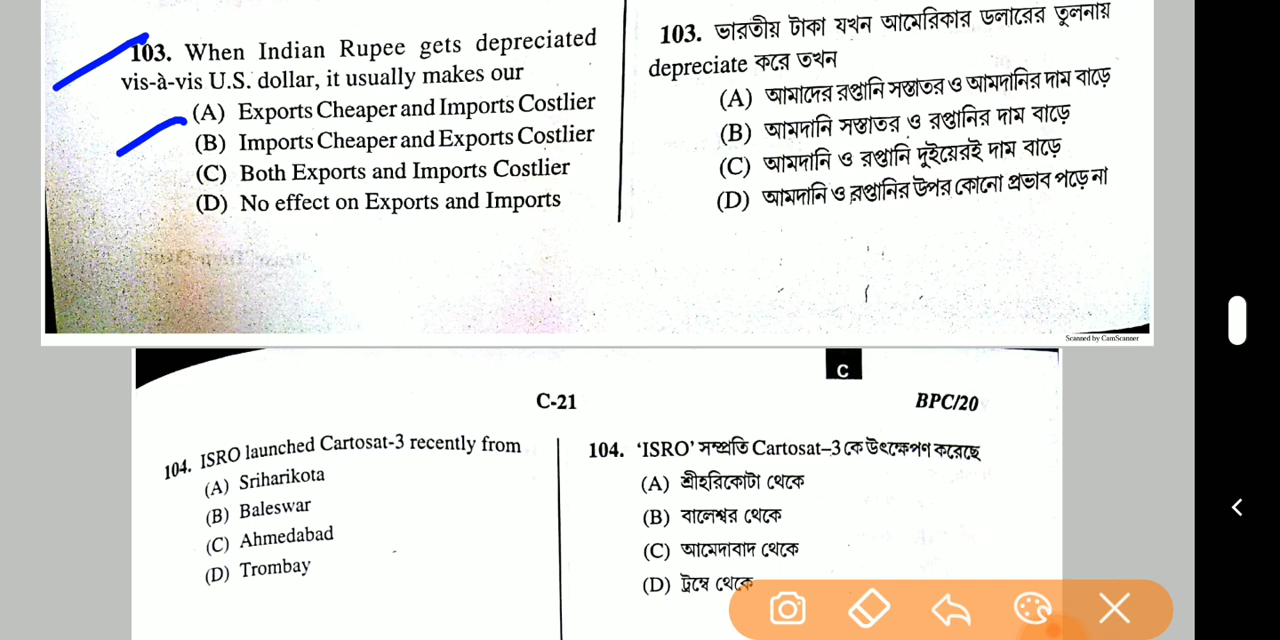 103. When Indian Rupee gets depreciated
vis-à-vis U.S. dollar, it usually makes our
(A) Exports Cheaper and Imports Costlier
(B) Imports Cheaper and Exports Costlier
(C) Both Exports and Imports Costlier
(D) No effect on Exports and Imports
103. ভারতীয় টাকা যখন আমেরিকার ডলারের তুলনায়
depreciate করে তখন
(A) আমাদের রপ্তানি সস্তাতর ও আমদানির দাম বাড়ে
(B) আমদানি সস্তাতর ও রপ্তানির দাম বাড়ে
(C) আমদানি ও রপ্তানি দুইয়েরই দাম বাড়ে
(D) আমদানি ও রপ্তানির উপর কোনো প্রভাব পড়ে না
Scanned by CamScanner
C
C-21
BPC/20
104. ISRO launched Cartosat-3 recently from
(A) Sriharikota
(B) Baleswar
(C) Ahmedabad
(D) Trombay
104. ‘ISRO’ সম্প্রতি Cartosat–3 কে উৎক্ষেপণ করেছে
(A) শ্রীহরিকোটা থেকে
(B) বালেশ্বর থেকে
(C) আমেদাবাদ থেকে
(D) ট্রম্বে থেকে